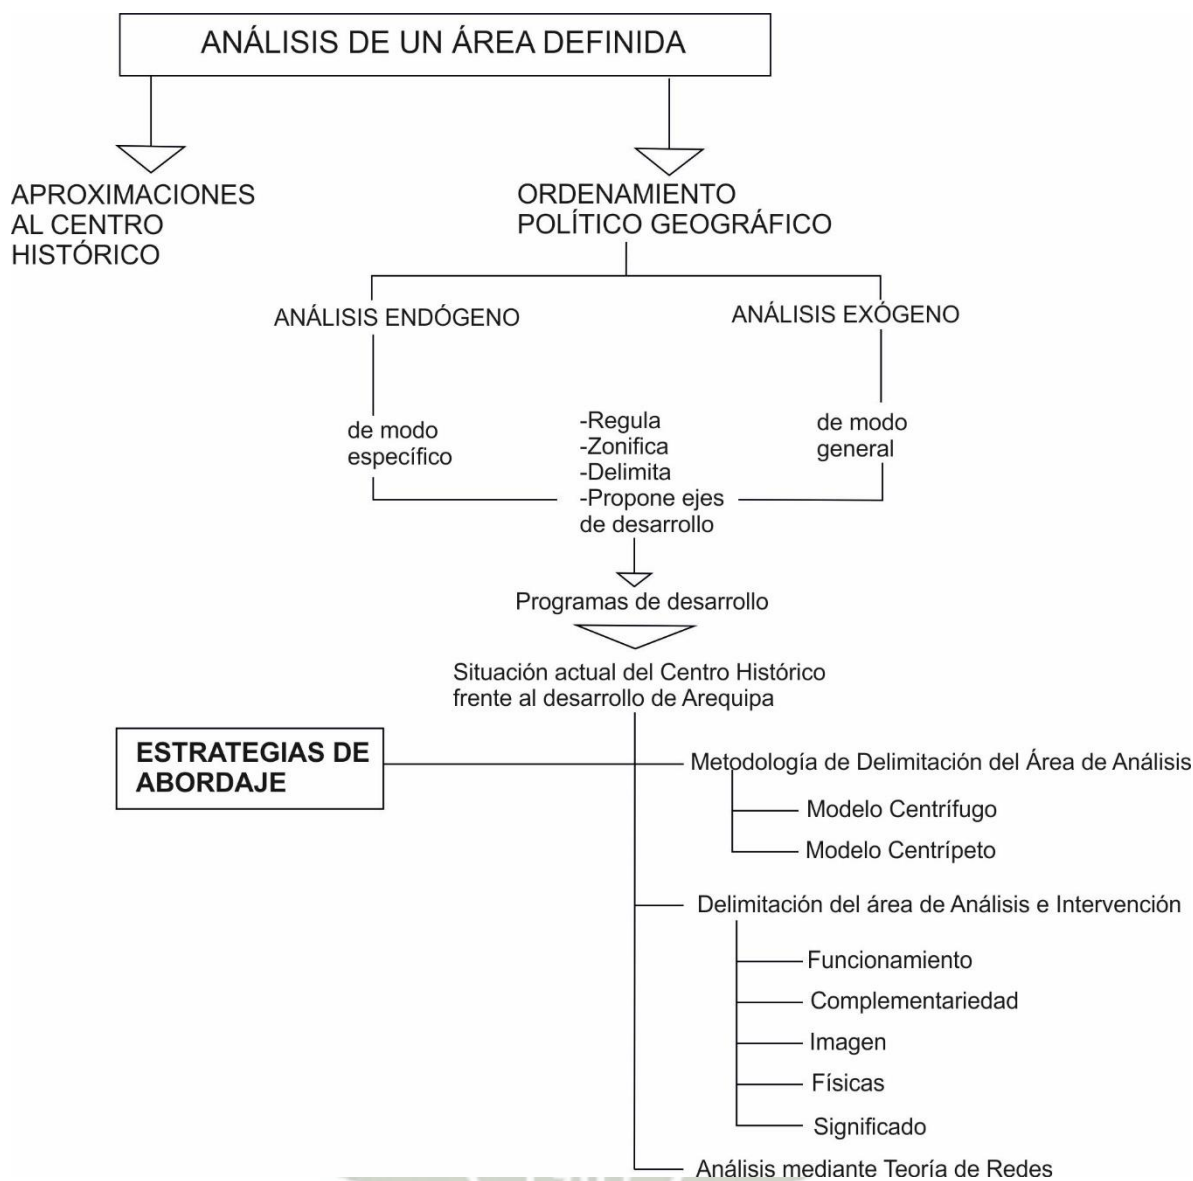 ANÁLISIS DE UN ÁREA DEFINIDA
APROXIMACIONES
AL CENTRO
HISTÓRICO
ORDENAMIENTO
POLÍTICO GEOGRÁFICO
ANÁLISIS ENDÓGENO
ANÁLISIS EXÓGENO
de modo
específico
-Regula
-Zonifica
-Delimita
-Propone ejes
de desarrollo
de modo
general
Programas de desarrollo
Situación actual del Centro Histórico
frente al desarrollo de Arequipa
ESTRATEGIAS DE
ABORDAJE
Metodología de Delimitación del Área de Análisis
Modelo Centrífugo
Modelo Centrípeto
Delimitación del área de Análisis e Intervención
Funcionamiento
Complementariedad
Imagen
Físicas
Significado
Análisis mediante Teoría de Redes